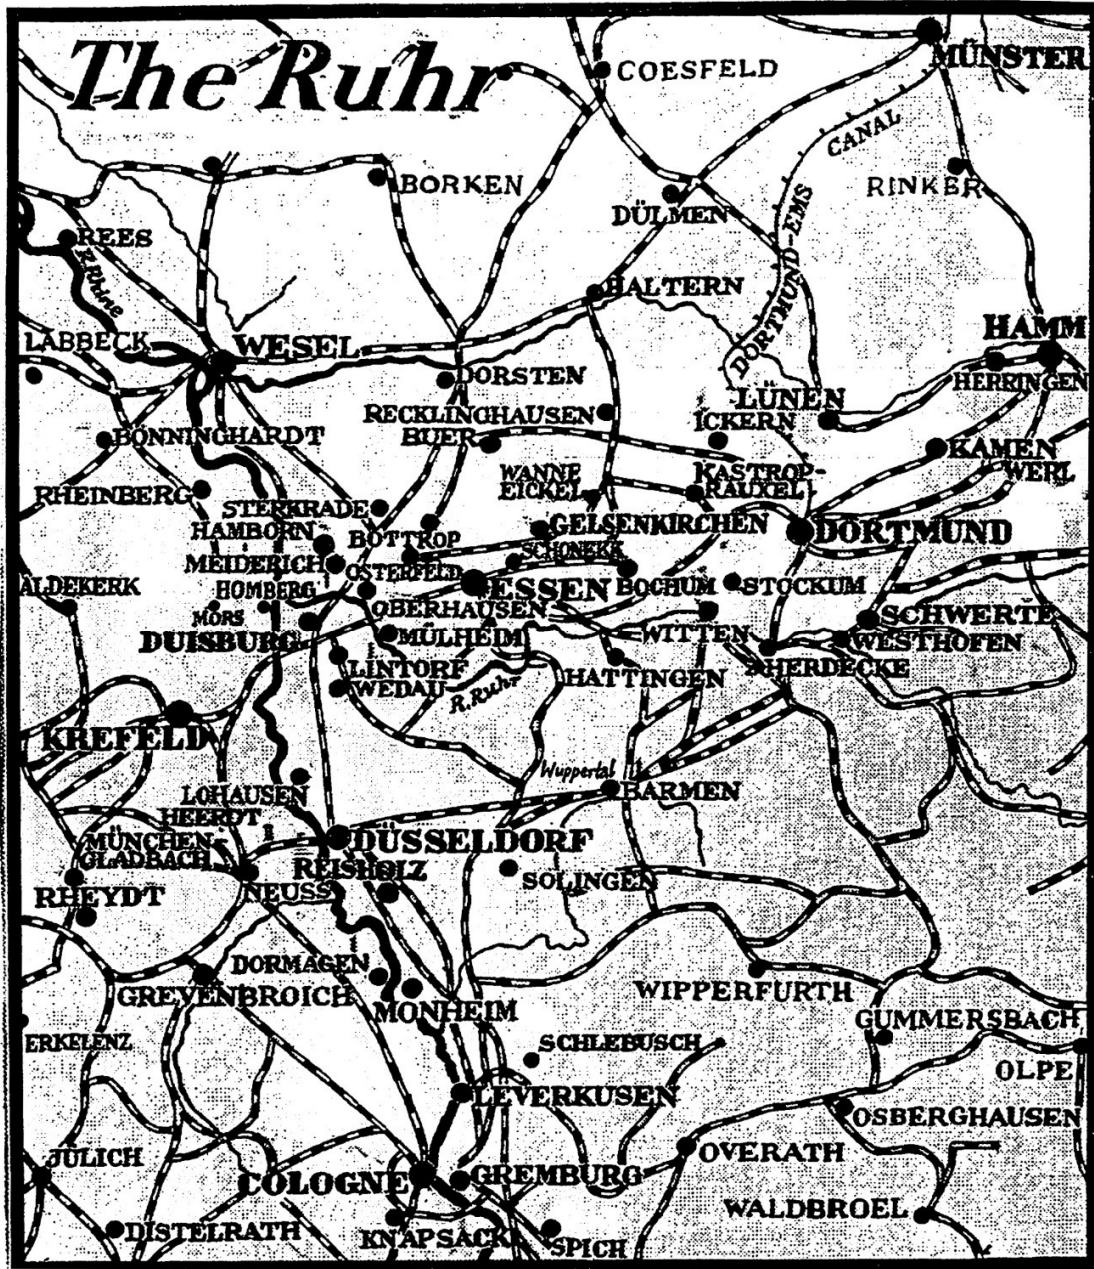 The Ruhr
COESFELD
MÜNSTER
CANAL
BORKEN
DÜLMEN
RINKER
REES
R.Rhine
DORTMUND-EMS
HALTERN
LABBECK
WESEL
HAMM
HERRINGEN
DORSTEN
LÜNEN
RECKLINGHAUSEN
ICKERN
BÖNNINGHARDT
BUER
KAMEN
WERL
WANNE
EICKEL
KASTROP-
RAUXEL
RHEINBERG
STERKRADE
HAMBORN
BOTTROP
GELSENKIRCHEN
DORTMUND
MEIDERICH
OSTERFELD
SCHONEKK
ALDEKERK
HOMBERG
ESSEN
BOCHUM
STOCKUM
MÖRS
OBERHAUSEN
SCHWERTE
DUISBURG
MÜLHEIM
WITTEN
WESTHOFEN
LINTORF
HATTINGEN
HERDECKE
WEDAU
R.Ruhr
KREFELD
Wuppertal
BARMEN
LOHAUSEN
HEERDT
MÜNCHEN-
GLADBACH
DÜSSELDORF
REISHOLZ
SOLINGEN
RHEYDT
NEUSS
DORMAGEN
GREVENBROICH
MONHEIM
WIPPERFURTH
GUMMERSBACH
ERKELENZ
SCHLEBUSCH
OLPE
LEVERKUSEN
OSBERGHAUSEN
JÜLICH
OVERATH
COLOGNE
GREMBURG
WALDBROEL
DISTELRATH
KNAPSACK
SPICH